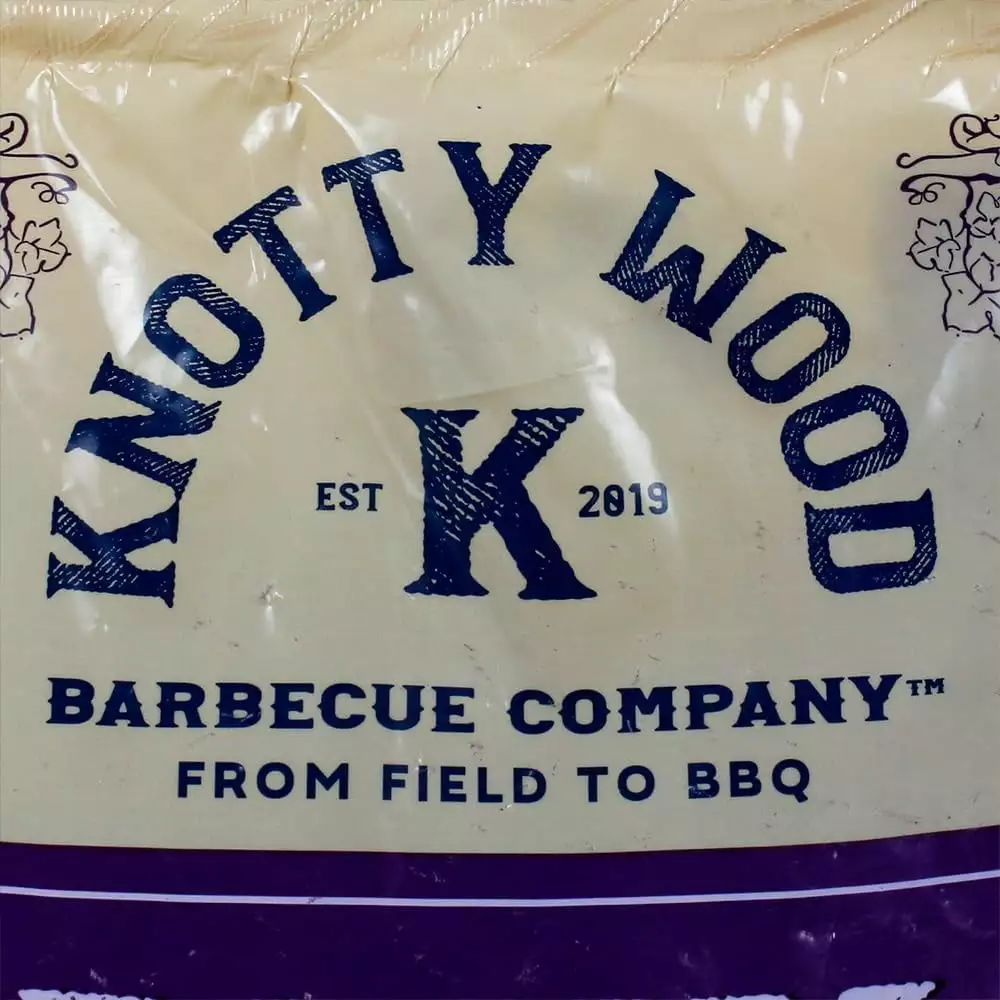 KNOTTY WOOD
EST K 2019
BARBECUE COMPANY™
FROM FIELD TO BBQ